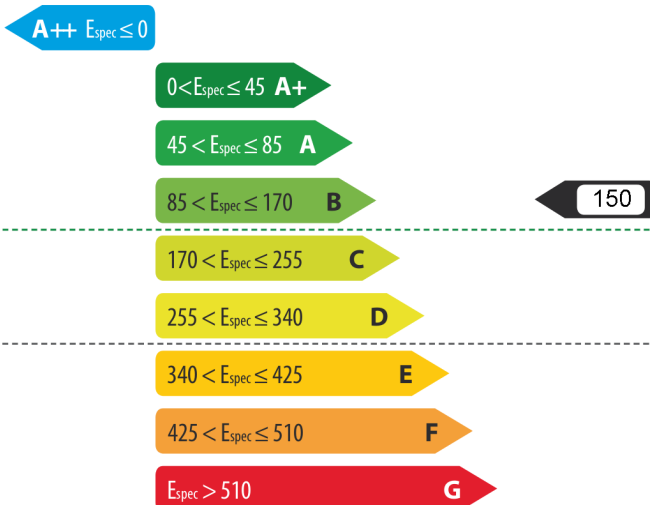 A++ Espec ≤ 0
0<Espec ≤ 45 A+
45 < Espec ≤ 85 A
85 < Espec ≤ 170 B
150
170 < Espec ≤ 255 C
255 < Espec ≤ 340 D
340 < Espec ≤ 425 E
425 < Espec ≤ 510 F
Espec > 510 G